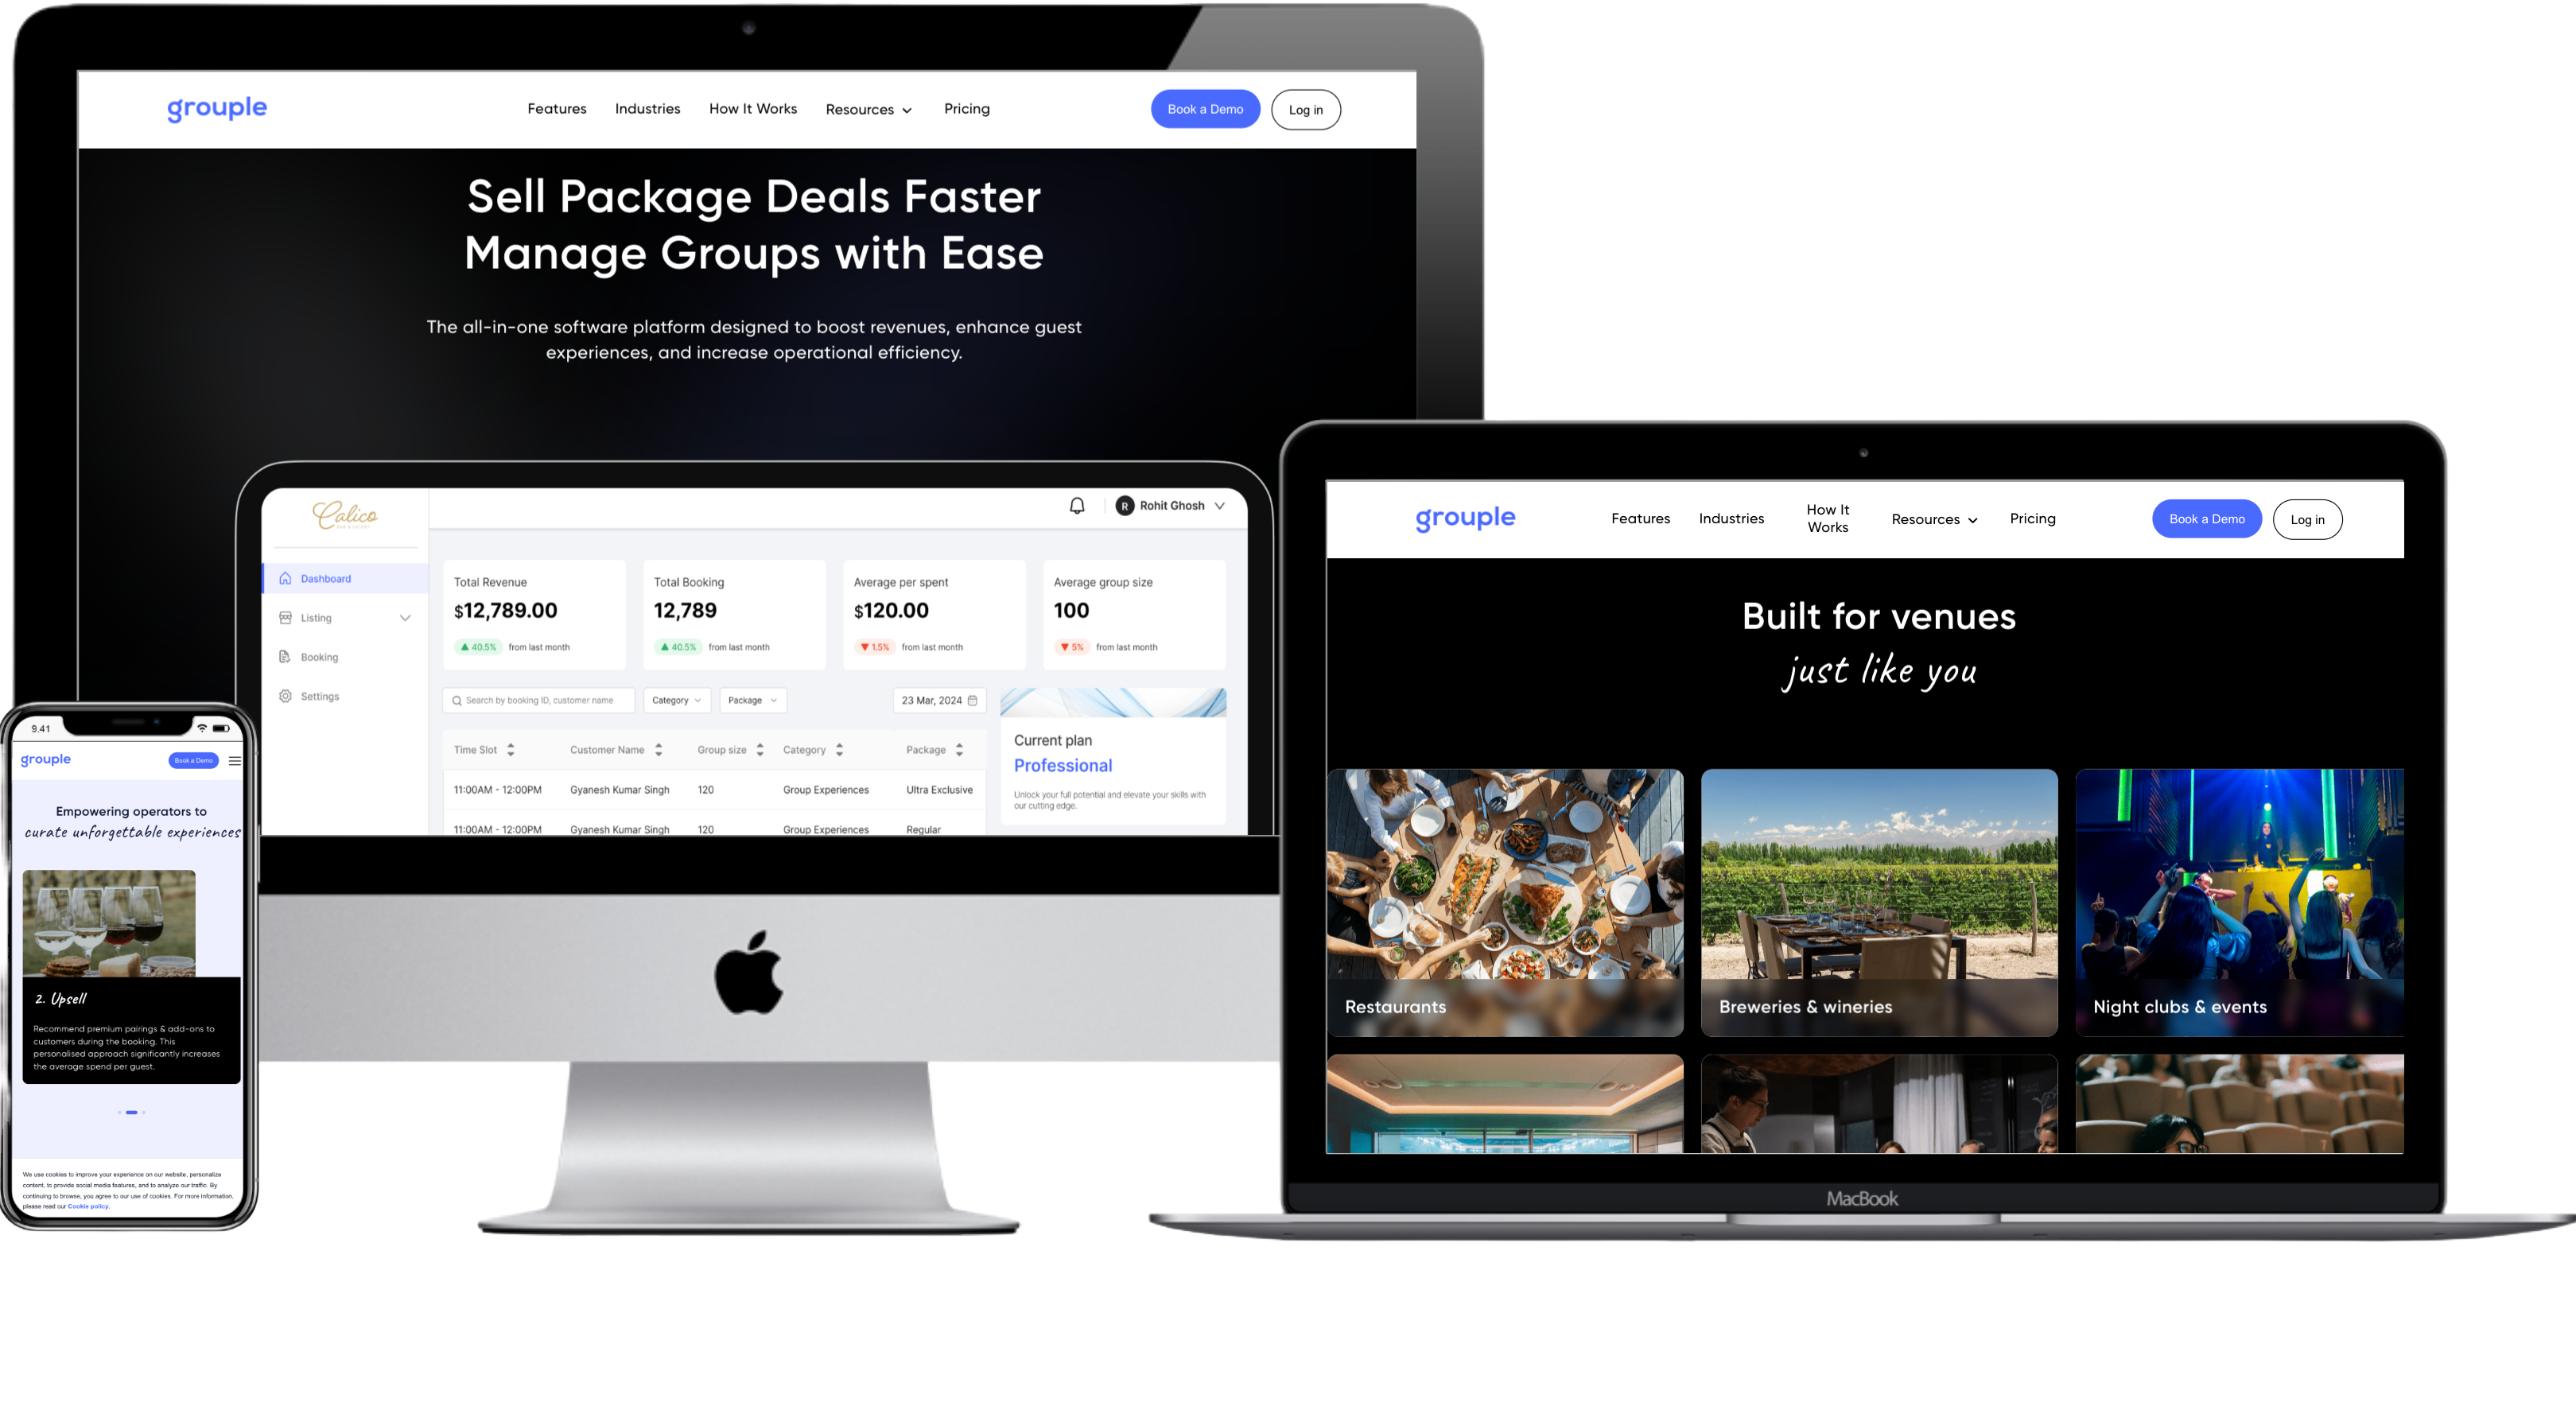 grouple
Features Industries How It Works Resources Pricing
Book a Demo Log in
Sell Package Deals Faster
Manage Groups with Ease
The all-in-one software platform designed to boost revenues, enhance guest
experiences, and increase operational efficiency.
Calico
R Rohit Ghosh
Dashboard
Listing
Booking
Settings
Total Revenue
$12,789.00
40.5% from last month
Total Booking
12,789
40.5% from last month
Average per spent
$120.00
1.5% from last month
Average group size
100
5% from last month
Search by booking ID, customer name
Category
Package
23 Mar, 2024
Time Slot Customer Name Group size Category Package
11:00AM - 12:00PM Gyanesh Kumar Singh 120 Group Experiences Ultra Exclusive
11:00AM - 12:00PM Gyanesh Kumar Singh 120 Group Experiences Regular
Current plan
Professional
Unlock your full potential and elevate your skills with
our cutting edge.
9.41
grouple
Book a Demo
Empowering operators to
curate unforgettable experiences
2. Upsell
Recommend premium pairings & add-ons to
customers during the booking. This
personalised approach significantly increases
the average spend per guest.
We use cookies to improve your experience on our website, personalize
content, to provide social media features, and to analyze our traffic. By
continuing to browse, you agree to our use of cookies. For more information,
please read our Cookie policy.
grouple
Features Industries How It
Works Resources Pricing
Book a Demo Log in
Built for venues
just like you
Restaurants
Breweries & wineries
Night clubs & events
MacBook